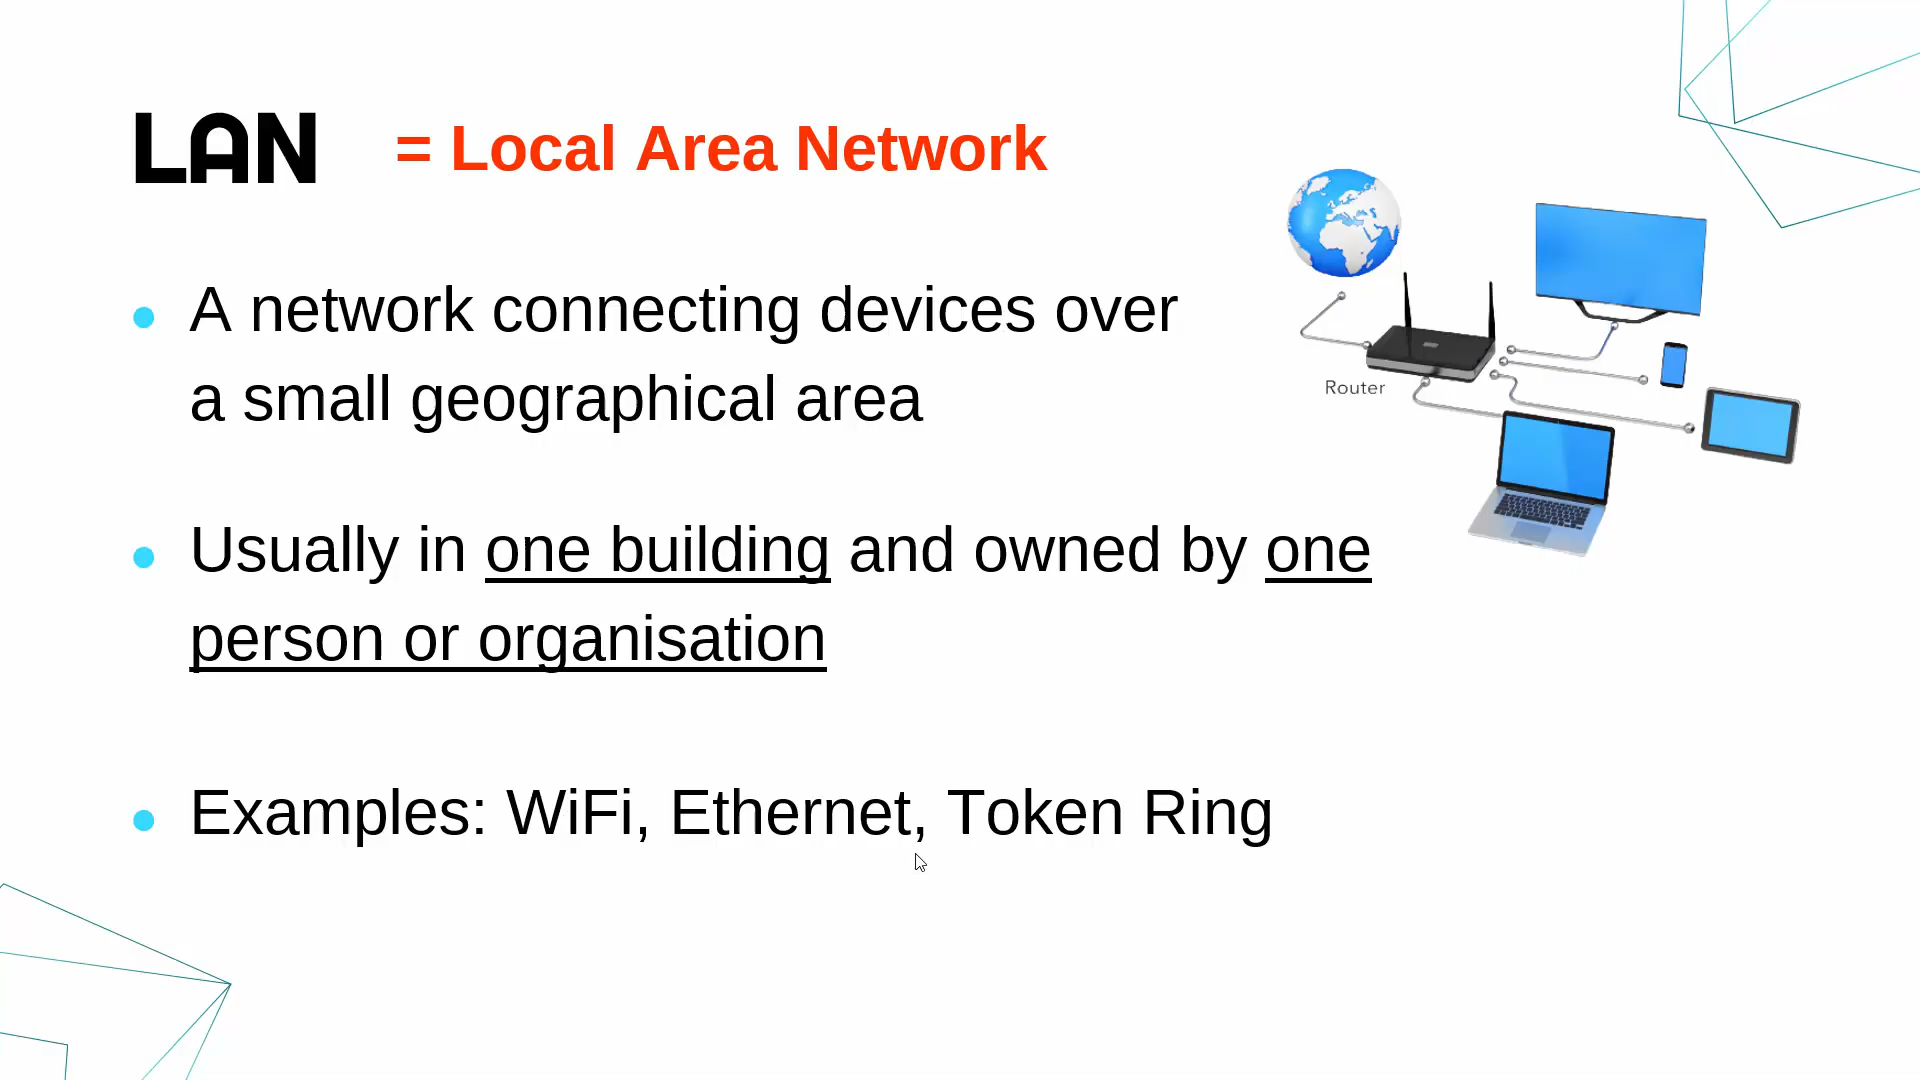 LAN = Local Area Network
A network connecting devices over
a small geographical area
Router
Usually in one building and owned by one
person or organisation
Examples: WiFi, Ethernet, Token Ring